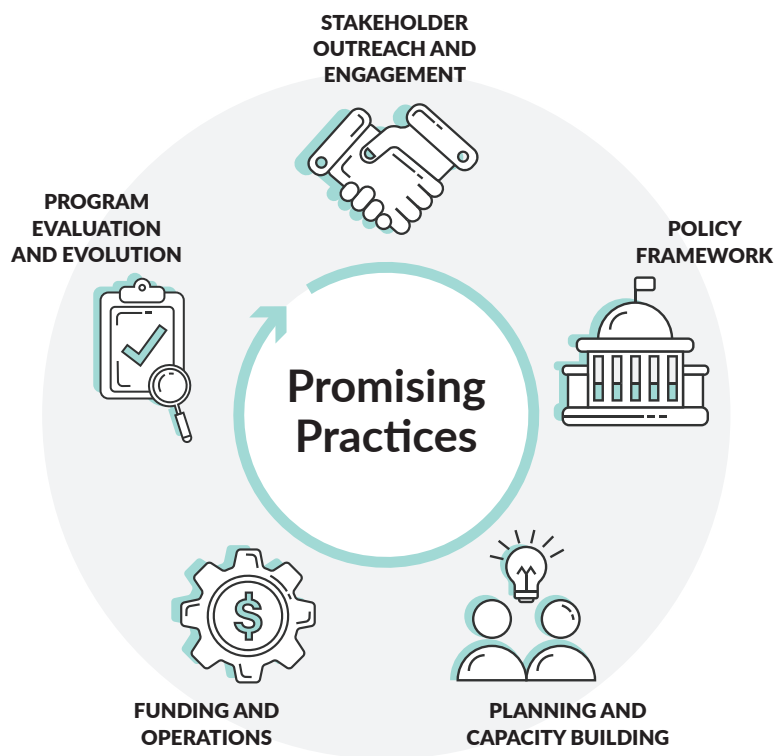 STAKEHOLDER
OUTREACH AND
ENGAGEMENT
PROGRAM
EVALUATION
AND EVOLUTION
POLICY
FRAMEWORK
Promising
Practices
$
FUNDING AND
OPERATIONS
PLANNING AND
CAPACITY BUILDING